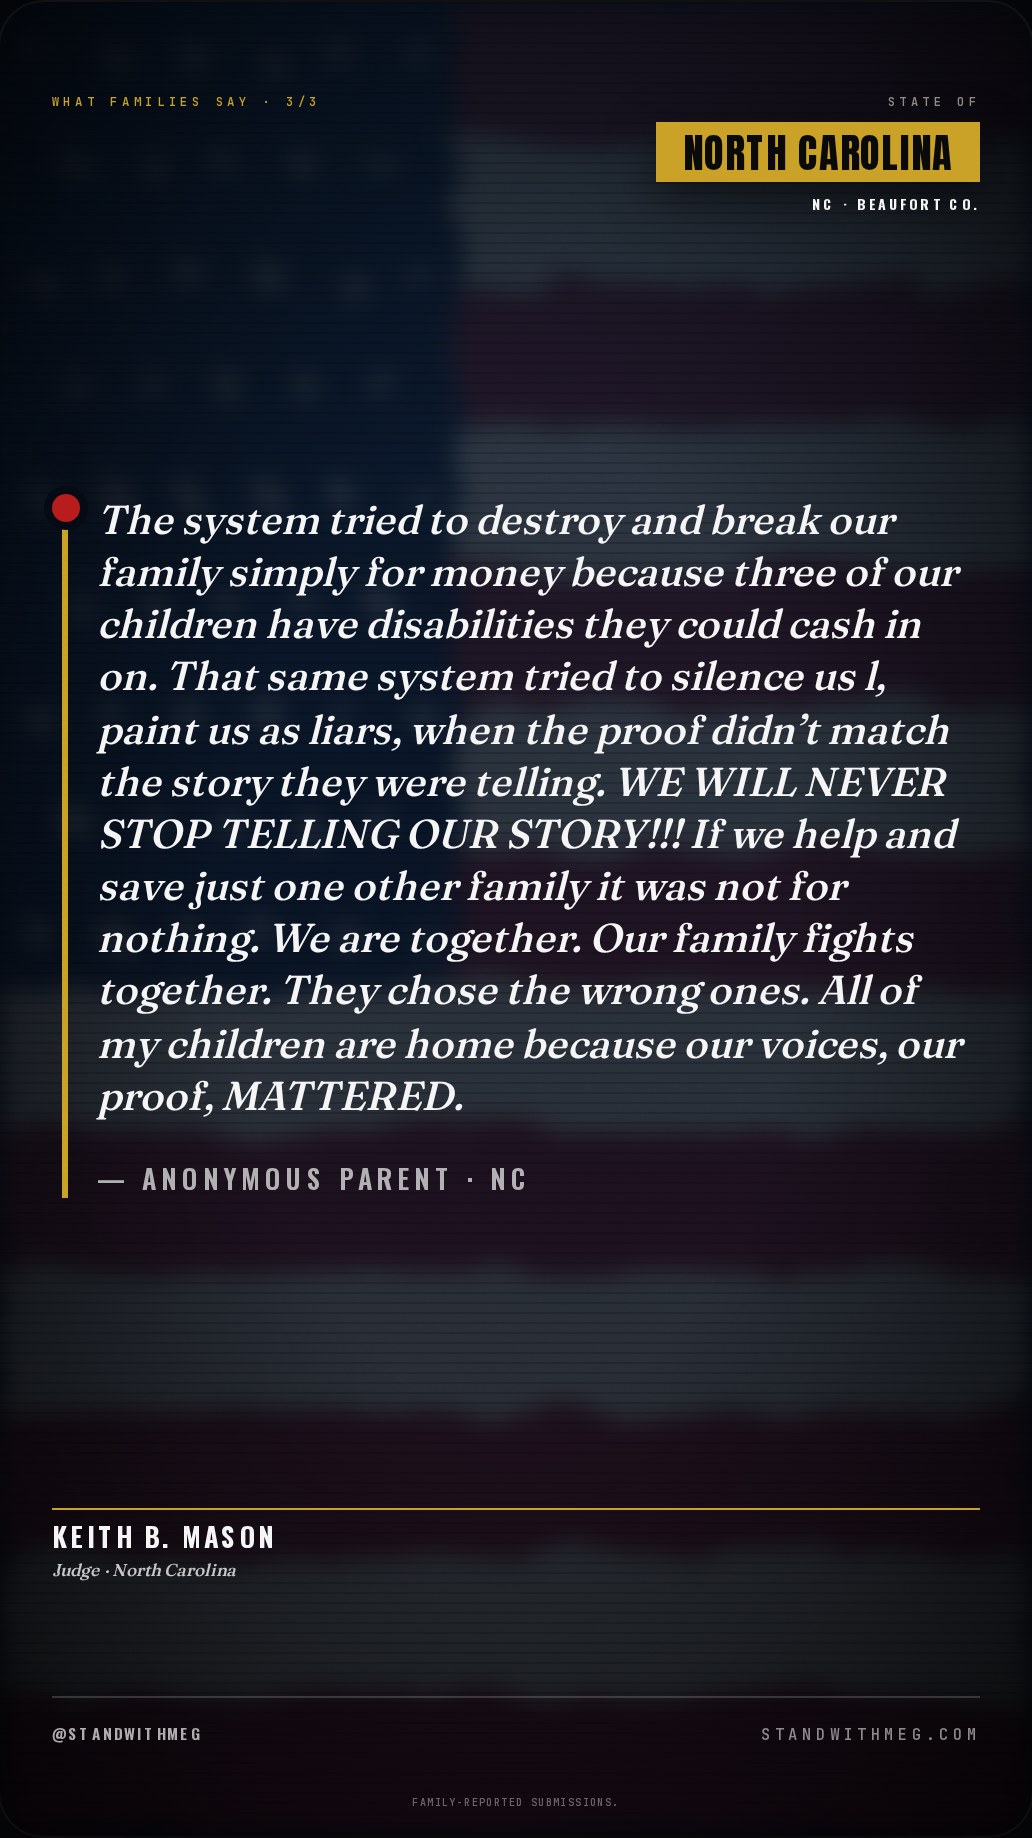 WHAT FAMILIES SAY · 3/3
STATE OF
NORTH CAROLINA
NC · BEAUFORT CO.
The system tried to destroy and break our
family simply for money because three of our
children have disabilities they could cash in
on. That same system tried to silence us l,
paint us as liars, when the proof didn’t match
the story they were telling. WE WILL NEVER
STOP TELLING OUR STORY!!! If we help and
save just one other family it was not for
nothing. We are together. Our family fights
together. They chose the wrong ones. All of
my children are home because our voices, our
proof, MATTERED.
— ANONYMOUS PARENT · NC
KEITH B. MASON
Judge · North Carolina
@STANDWITHMEG
STANDWITHMEG.COM
FAMILY-REPORTED SUBMISSIONS.